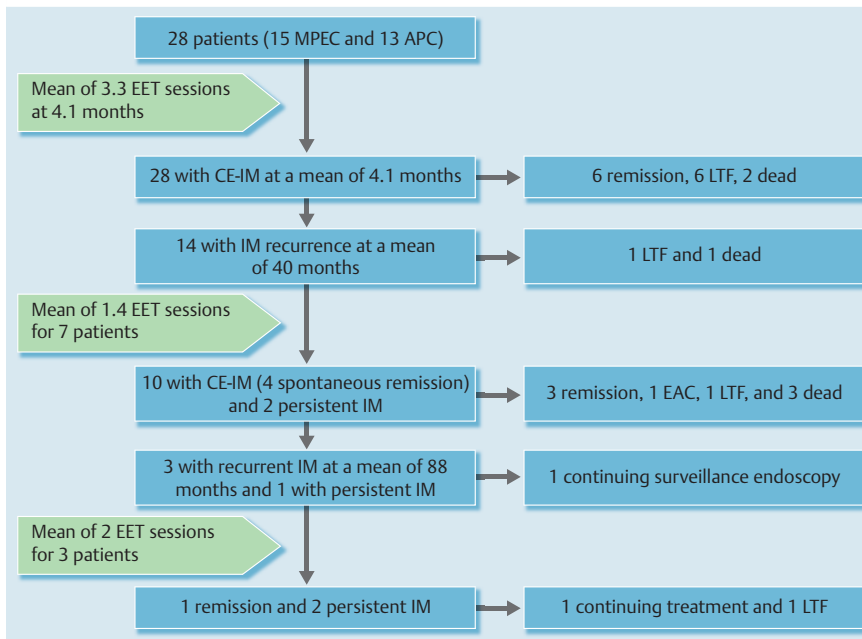 28 patients (15 MPEC and 13 APC)
Mean of 3.3 EET sessions
at 4.1 months
28 with CE-IM at a mean of 4.1 months
6 remission, 6 LTF, 2 dead
14 with IM recurrence at a mean
of 40 months
1 LTF and 1 dead
Mean of 1.4 EET sessions
for 7 patients
10 with CE-IM (4 spontaneous remission)
and 2 persistent IM
3 remission, 1 EAC, 1 LTF, and 3 dead
3 with recurrent IM at a mean of 88
months and 1 with persistent IM
1 continuing surveillance endoscopy
Mean of 2 EET sessions
for 3 patients
1 remission and 2 persistent IM
1 continuing treatment and 1 LTF